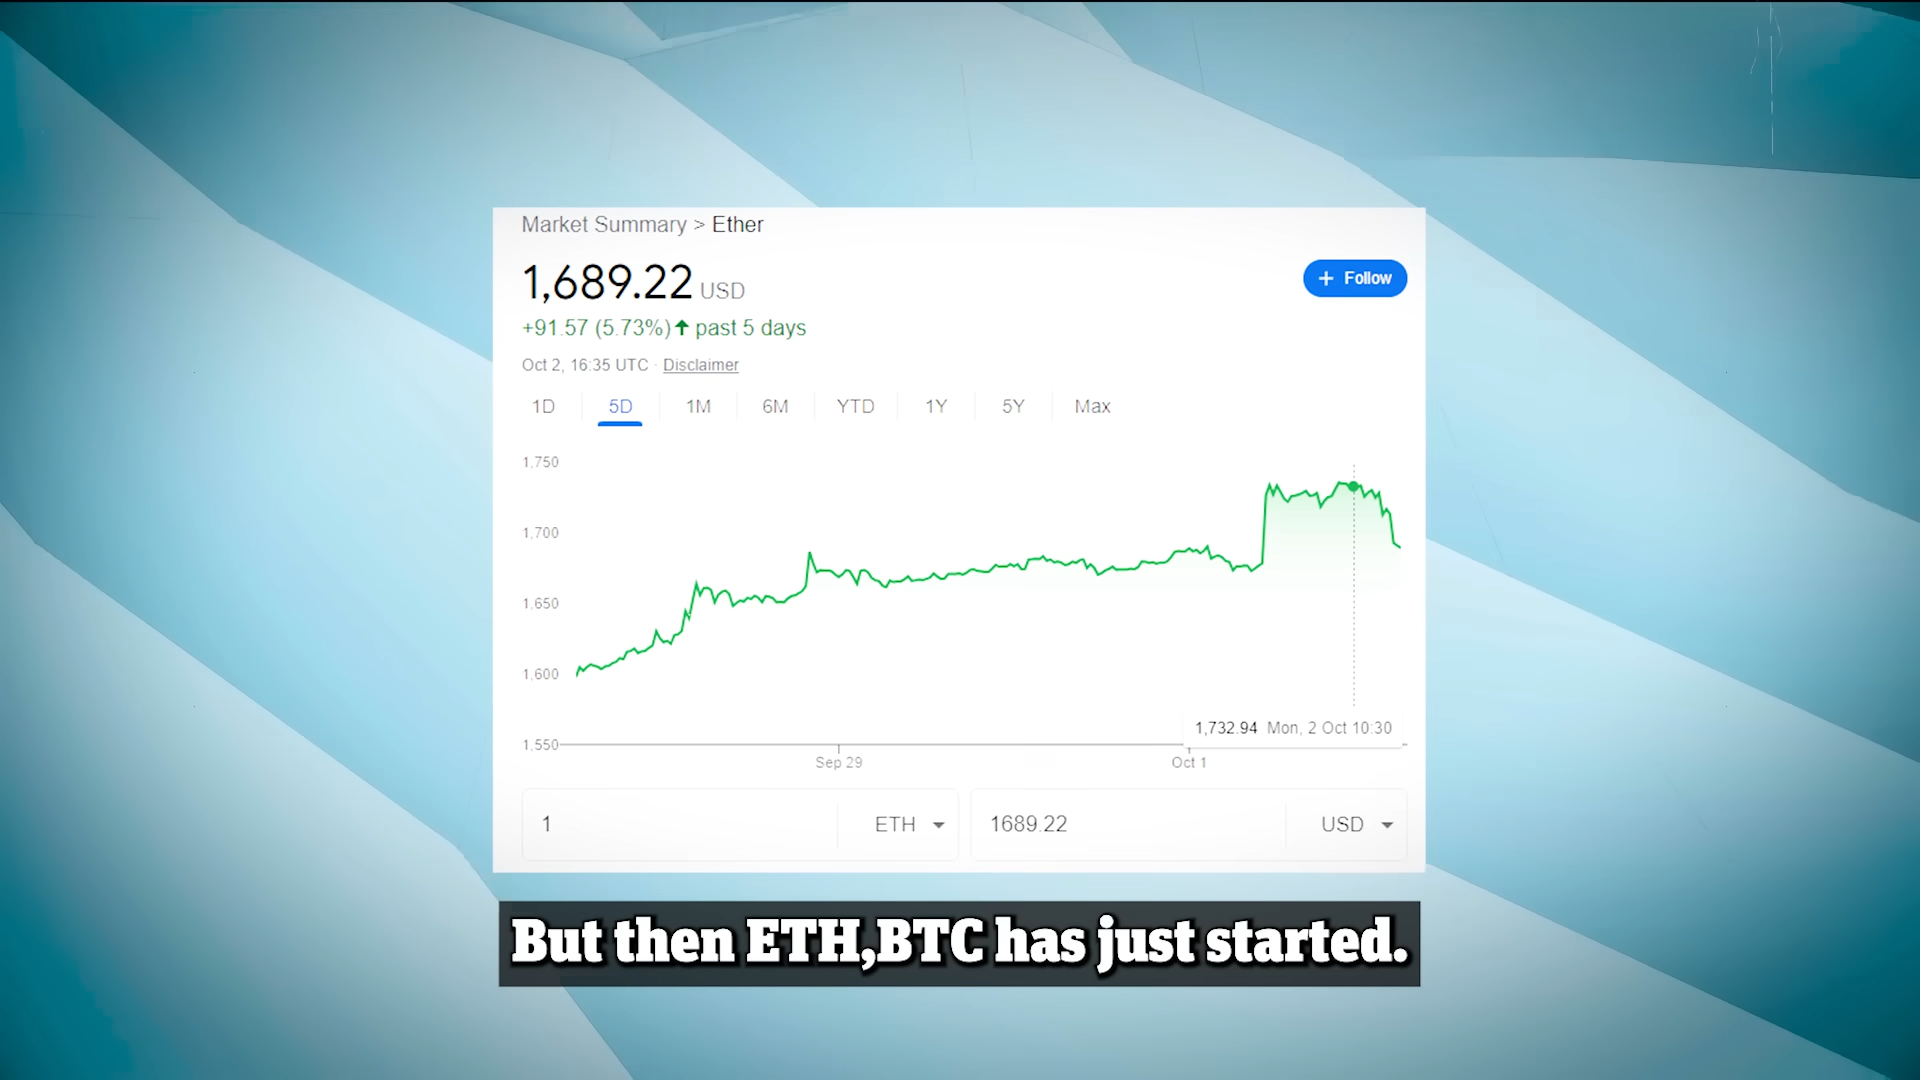 Market Summary > Ether
1,689.22 USD
+ Follow
+91.57 (5.73%)↑ past 5 days
Oct 2, 16:35 UTC · Disclaimer
1D 5D 1M 6M YTD 1Y 5Y Max
1,750
1,700
1,650
1,600
1,550
1,732.94 Mon, 2 Oct 10:30
Sep 29 Oct 1
1 ETH 1689.22 USD
But then ETH,BTC has just started.